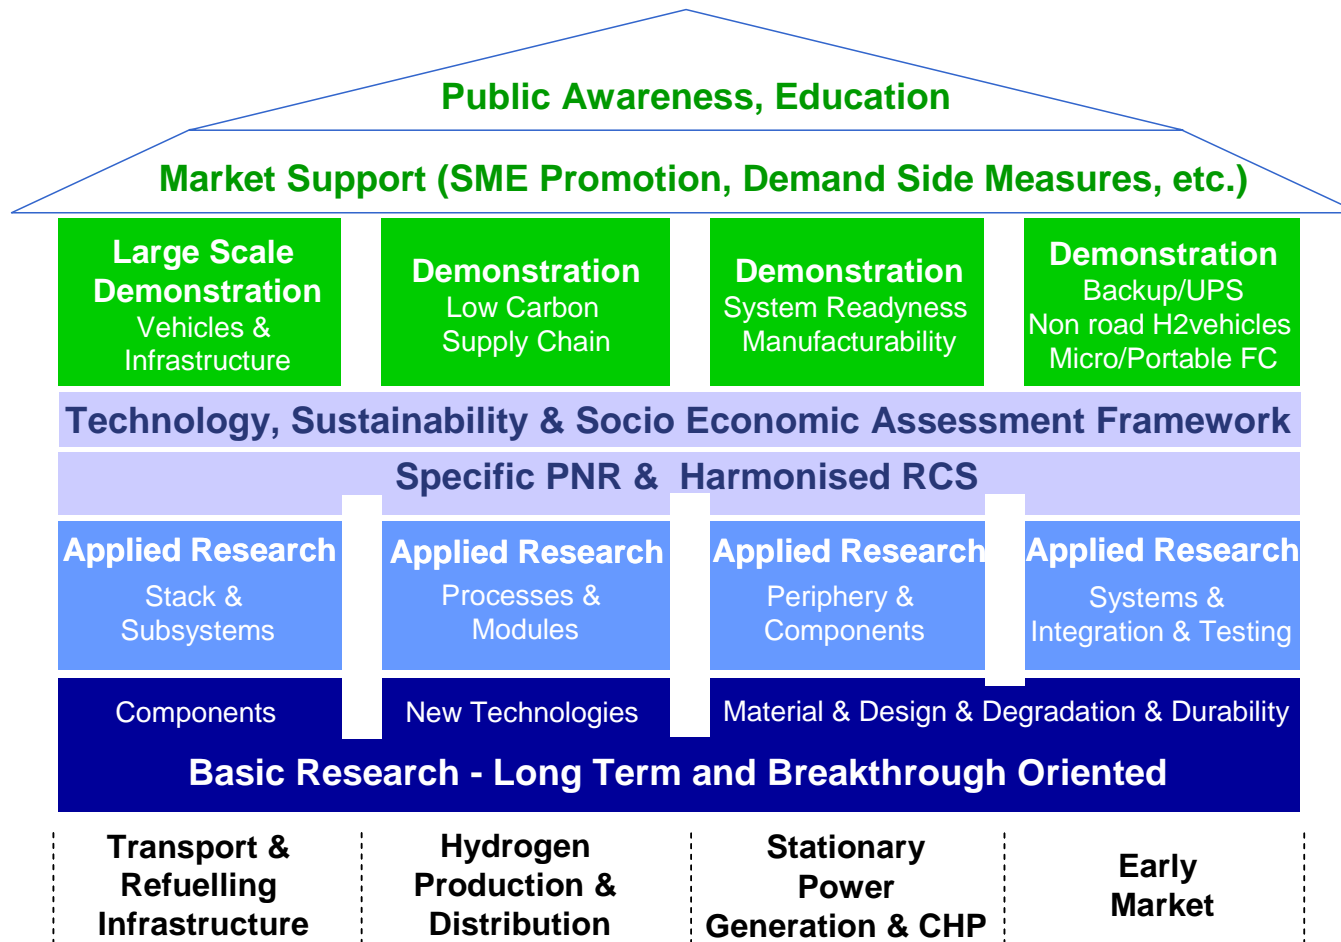 Public Awareness, Education
Market Support (SME Promotion, Demand Side Measures, etc.)
Large Scale
Demonstration
Vehicles &
Infrastructure
Demonstration
Low Carbon
Supply Chain
Demonstration
System Readyness
Manufacturability
Demonstration
Backup/UPS
Non road H2vehicles
Micro/Portable FC
Technology, Sustainability & Socio Economic Assessment Framework
Specific PNR & Harmonised RCS
Applied Research
Stack &
Subsystems
Applied Research
Processes &
Modules
Applied Research
Periphery &
Components
Applied Research
Systems &
Integration & Testing
Components
New Technologies
Material & Design & Degradation & Durability
Basic Research - Long Term and Breakthrough Oriented
Transport &
Refuelling
Infrastructure
Hydrogen
Production &
Distribution
Stationary
Power
Generation & CHP
Early
Market